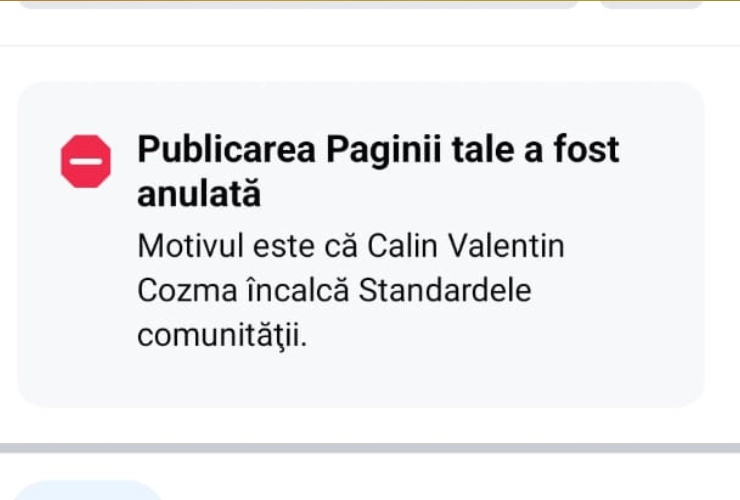 Publicarea Paginii tale a fost
anulată
Motivul este că Calin Valentin
Cozma încalcă Standardele
comunităţii.